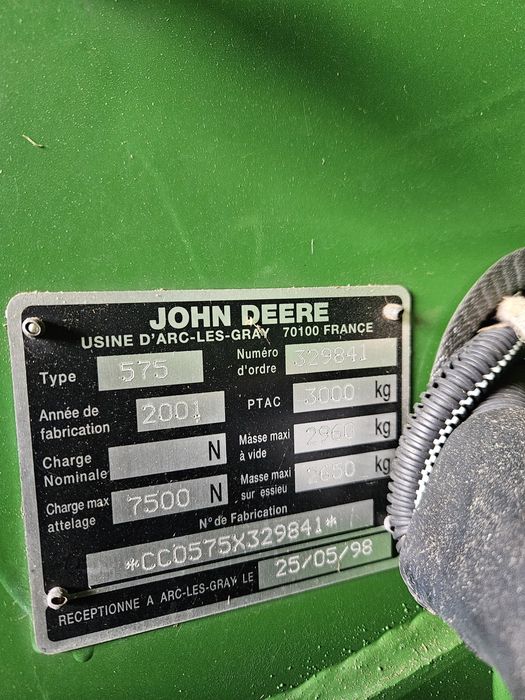 JOHN DEERE
USINE D'ARC-LES-GRAY 70100 FRANCE
Type 575 Numéro d'ordre 329841
Année de fabrication 2001 PTAC 3000 kg
Charge Nominale N Masse maxi à vide 2960 kg
Charge max attelage 7500 N Masse maxi sur essieu 2650 kg
N° de Fabrication
*CC0575X329841*
RECEPTIONNE A ARC-LES-GRAY LE 25/05/98